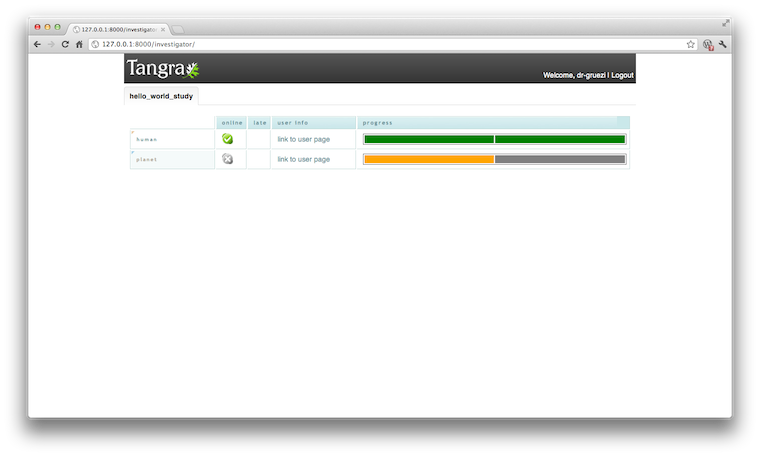 127.0.0.1:8000/investigator
127.0.0.1:8000/investigator/
Tangra
Welcome, dr-gruezi | Logout
hello_world_study
online late user info progress
human link to user page
planet link to user page